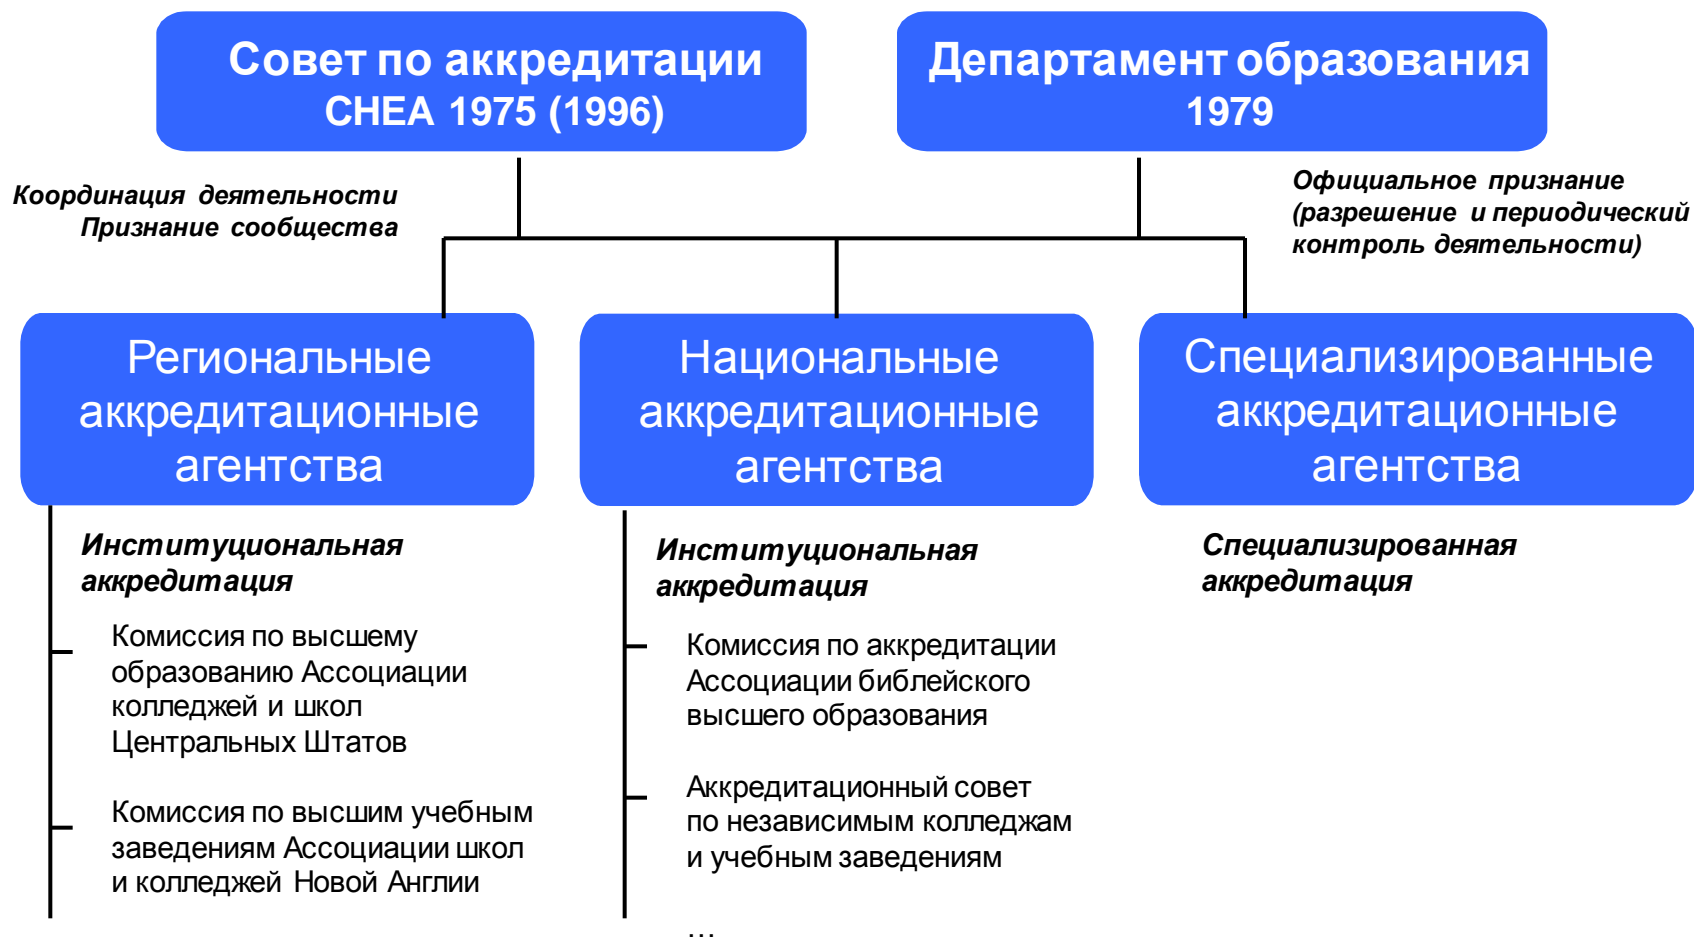 Совет по аккредитации
CHEA 1975 (1996)
Департамент образования
1979
Координация деятельности
Признание сообщества
Официальное признание
(разрешение и периодический
контроль деятельности)
Региональные
аккредитационные
агентства
Национальные
аккредитационные
агентства
Специализированные
аккредитационные
агентства
Институциональная
аккредитация
Комиссия по высшему
образованию Ассоциации
колледжей и школ
Центральных Штатов
Комиссия по высшим учебным
заведениям Ассоциации школ
и колледжей Новой Англии
Институциональная
аккредитация
Комиссия по аккредитации
Ассоциации библейского
высшего образования
Аккредитационный совет
по независимым колледжам
и учебным заведениям
...
Специализированная
аккредитация